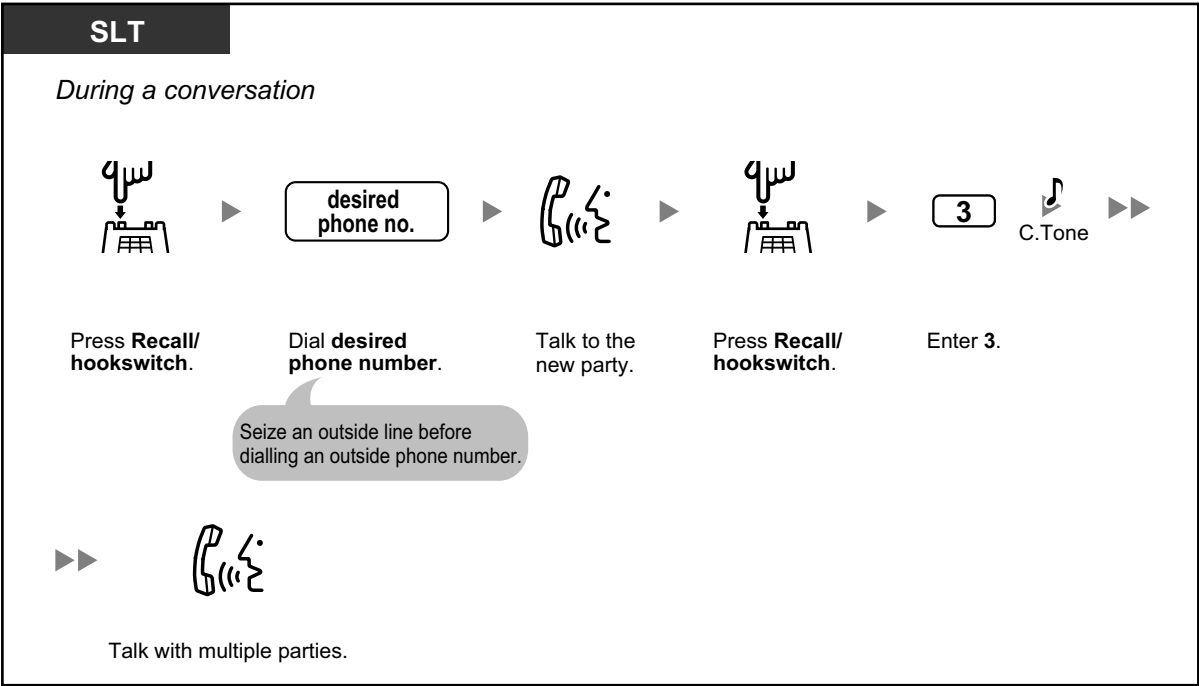 SLT
During a conversation
desired
phone no.
3
C.Tone
Press Recall/
hookswitch.
Dial desired
phone number.
Talk to the
new party.
Press Recall/
hookswitch.
Enter 3.
Seize an outside line before
dialling an outside phone number.
Talk with multiple parties.